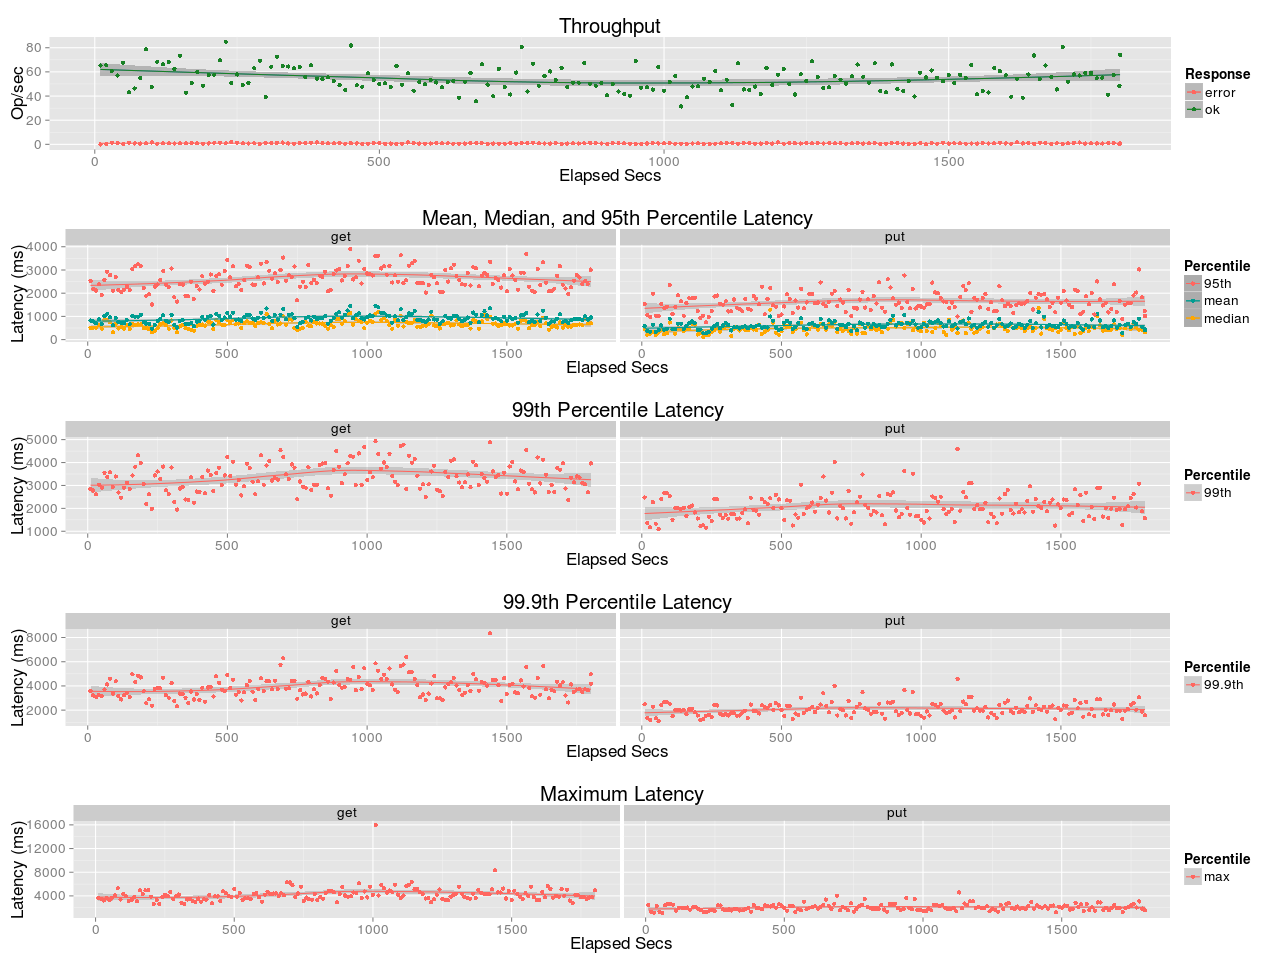 Throughput
Op/sec
80
60
40
20
0
0 500 1000 1500
Elapsed Secs
Response
error
ok
Mean, Median, and 95th Percentile Latency
get put
Latency (ms)
4000
3000
2000
1000
0
0 500 1000 1500 0 500 1000 1500
Elapsed Secs
Percentile
95th
mean
median
99th Percentile Latency
get put
Latency (ms)
5000
4000
3000
2000
1000
0 500 1000 1500 0 500 1000 1500
Elapsed Secs
Percentile
99th
99.9th Percentile Latency
get put
Latency (ms)
8000
6000
4000
2000
0 500 1000 1500 0 500 1000 1500
Elapsed Secs
Percentile
99.9th
Maximum Latency
get put
Latency (ms)
16000
12000
8000
4000
0 500 1000 1500 0 500 1000 1500
Elapsed Secs
Percentile
max